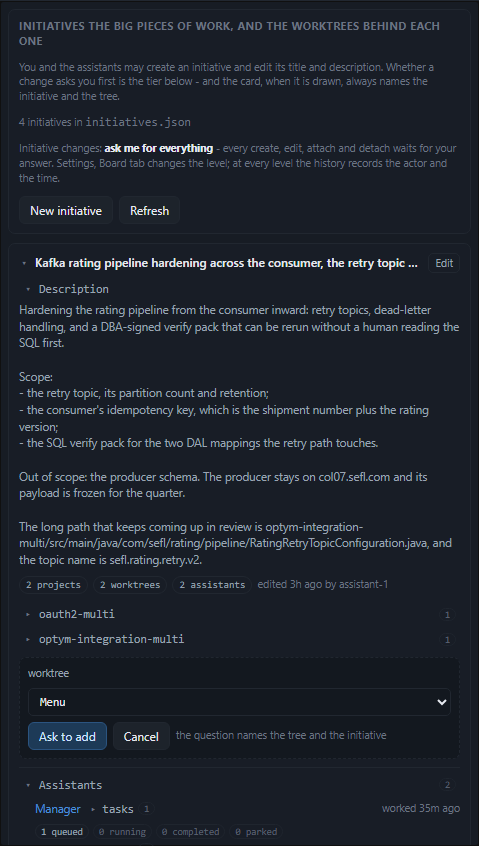 INITIATIVES THE BIG PIECES OF WORK, AND THE WORKTREES BEHIND EACH
ONE
You and the assistants may create an initiative and edit its title and description. Whether a
change asks you first is the tier below - and the card, when it is drawn, always names the
initiative and the tree.
4 initiatives in initiatives.json
Initiative changes: ask me for everything - every create, edit, attach and detach waits for your
answer. Settings, Board tab changes the level; at every level the history records the actor and
the time.
New initiative Refresh
Kafka rating pipeline hardening across the consumer, the retry topic ... Edit
Description
Hardening the rating pipeline from the consumer inward: retry topics, dead-letter
handling, and a DBA-signed verify pack that can be rerun without a human reading the
SQL first.
Scope:
- the retry topic, its partition count and retention;
- the consumer's idempotency key, which is the shipment number plus the rating
version;
- the SQL verify pack for the two DAL mappings the retry path touches.
Out of scope: the producer schema. The producer stays on col07.sefl.com and its
payload is frozen for the quarter.
The long path that keeps coming up in review is optym-integration-
multi/src/main/java/com/sefl/rating/pipeline/RatingRetryTopicConfiguration.java, and
the topic name is sefl.rating.retry.v2.
2 projects 2 worktrees 2 assistants edited 3h ago by assistant-1
oauth2-multi 1
optym-integration-multi 1
worktree
Menu
Ask to add Cancel the question names the tree and the initiative
Assistants 2
Manager tasks 1 worked 35m ago
1 queued 0 running 0 completed 0 parked